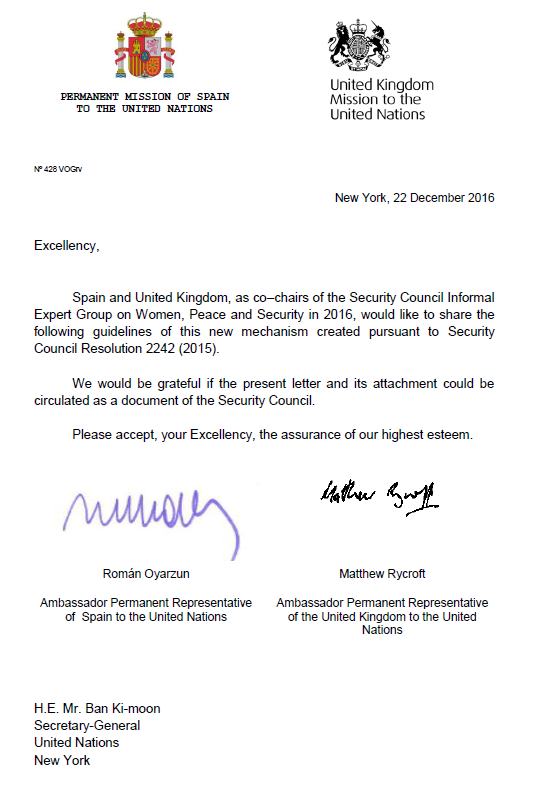 PERMANENT MISSION OF SPAIN
TO THE UNITED NATIONS
United Kingdom
Mission to the
United Nations
Nº 428 VOGrv
New York, 22 December 2016
Excellency,
Spain and United Kingdom, as co–chairs of the Security Council Informal
Expert Group on Women, Peace and Security in 2016, would like to share the
following guidelines of this new mechanism created pursuant to Security
Council Resolution 2242 (2015).
We would be grateful if the present letter and its attachment could be
circulated as a document of the Security Council.
Please accept, your Excellency, the assurance of our highest esteem.
Matthew Rycroft
Román Oyarzun
Ambassador Permanent Representative
of Spain to the United Nations
Matthew Rycroft
Ambassador Permanent Representative
of the United Kingdom to the United
Nations
H.E. Mr. Ban Ki-moon
Secretary-General
United Nations
New York